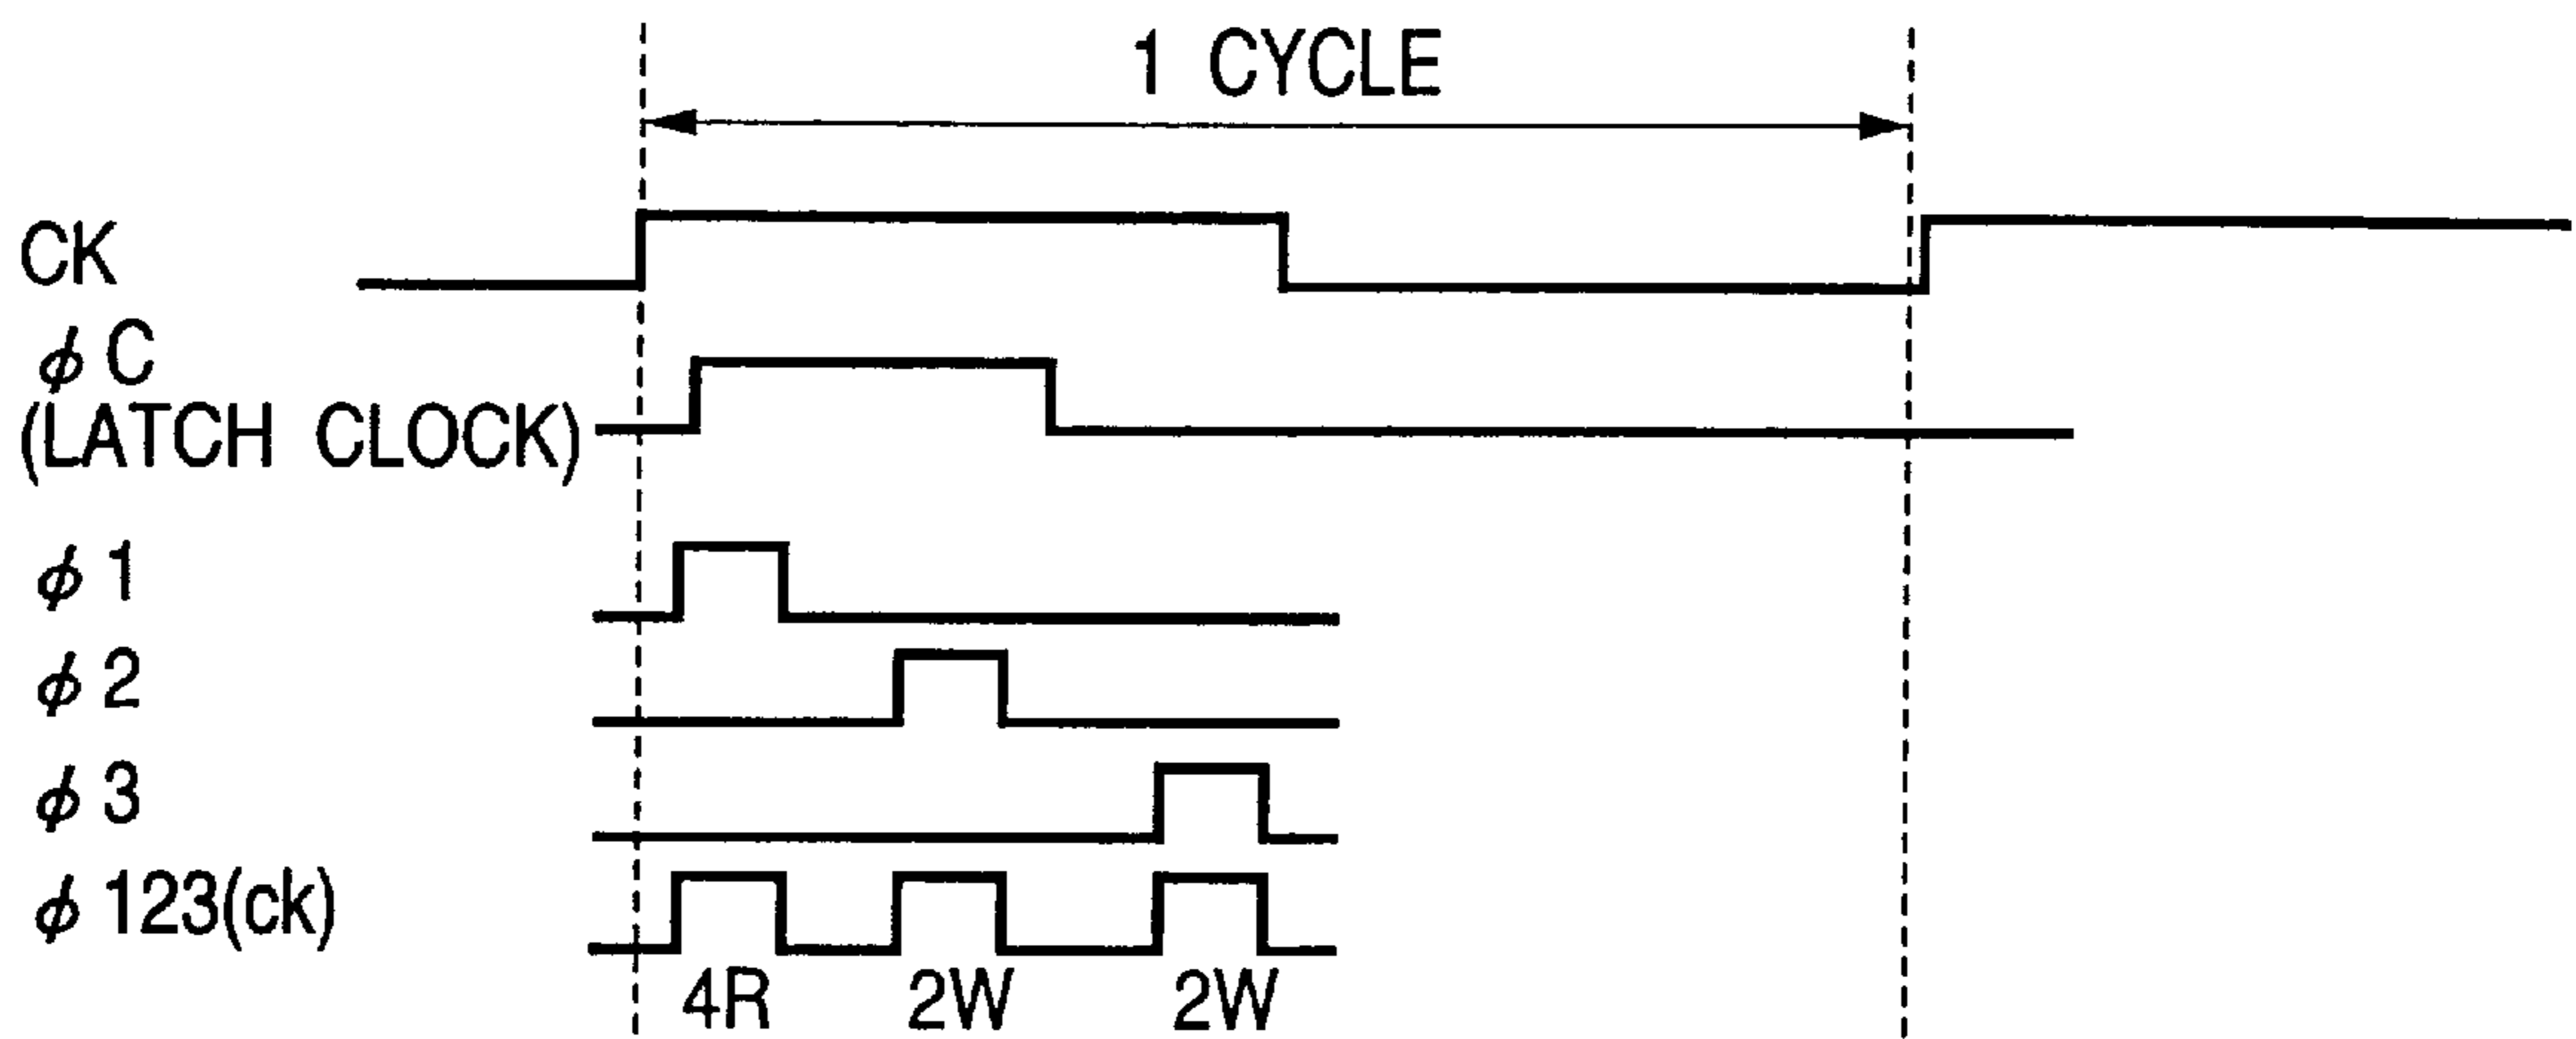 1 CYCLE
CK
φ C
(LATCH CLOCK)
φ 1
φ 2
φ 3
φ 123(ck)
4R 2W 2W